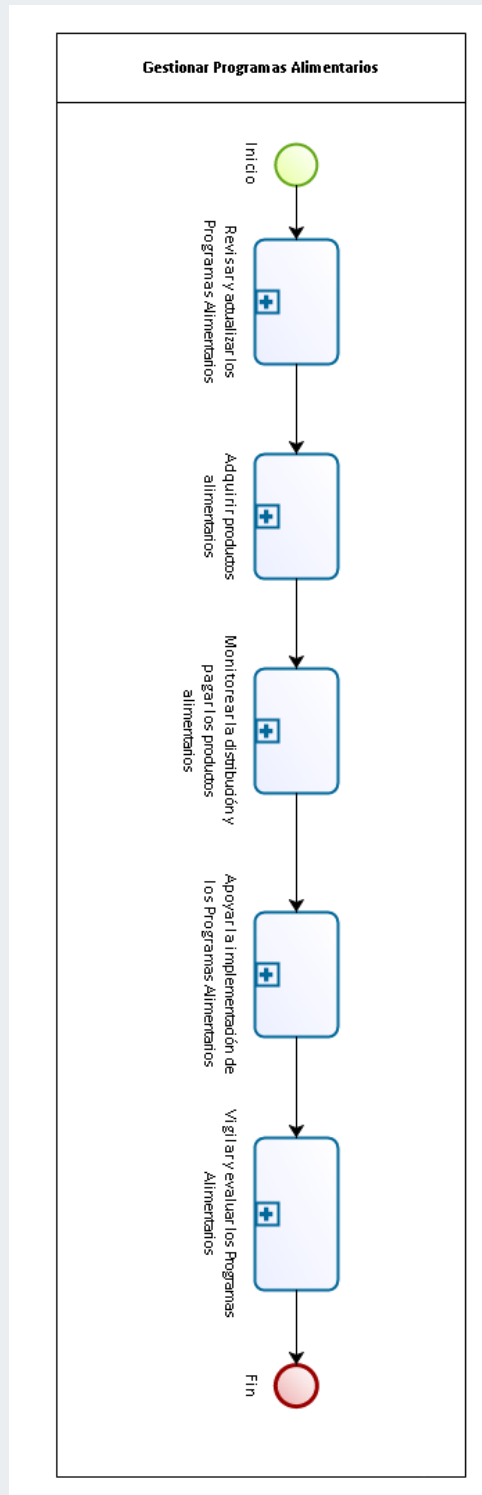 Gestionar Programas Alimentarios
Inicio
Revisar y actualizar los
Programas Alimentarios
Adquirir productos
alimentarios
Monitorear la distribución y
pagar los productos
alimentarios
Apoyar la implementación de
los Programas Alimentarios
Vigilar y evaluar los Programas
Alimentarios
Fin